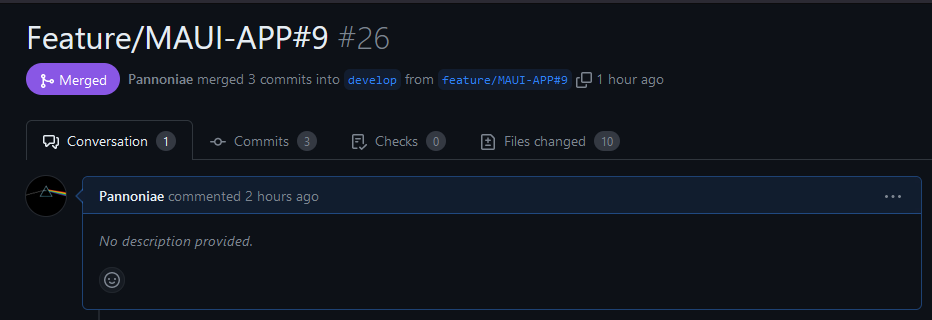 Feature/MAUI-APP#9 #26
Merged Pannoniae merged 3 commits into develop from feature/MAUI-APP#9 1 hour ago
Conversation 1 Commits 3 Checks 0 Files changed 10
Pannoniae commented 2 hours ago
No description provided.